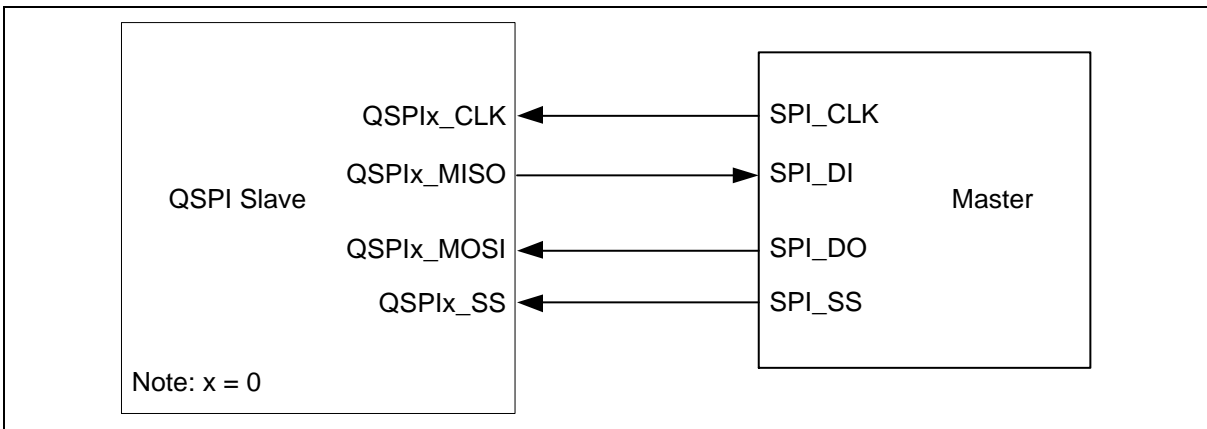 QSPIx_CLK SPI_CLK
QSPIx_MISO SPI_DI
QSPI Slave Master
QSPIx_MOSI SPI_DO
QSPIx_SS SPI_SS
Note: x = 0